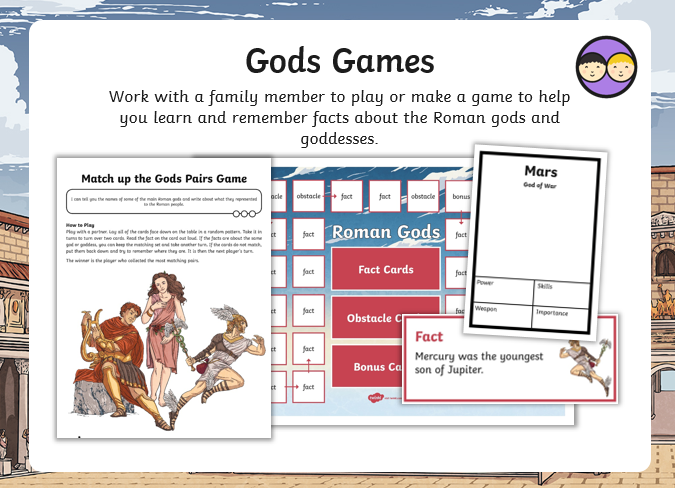 Gods Games
Work with a family member to play or make a game to help
you learn and remember facts about the Roman gods and
goddesses.
Match up the Gods Pairs Game
I can tell you the names of some of the main Roman gods and write about what they represented
to the Roman people.
How to Play
Play with a partner. Lay all of the cards face down on the table in a random pattern. Take it in
turns to turn over two cards. Read the fact on the card out loud. If the facts are about the same
god or goddess, you can keep the matching set and take another turn. If the cards do not match,
put them back down and try to remember where they are. It is then the next player's turn.
The winner is the player who collected the most matching pairs.
obstacle
fact
fact
obstacle
bonus
fact
fact
fact
fact
fact
fact
Roman Gods
Fact Cards
Obstacle
Bonus
twinkl
Mars
God of War
Power
Skills
Weapon
Importance
Fact
Mercury was the youngest
son of Jupiter.